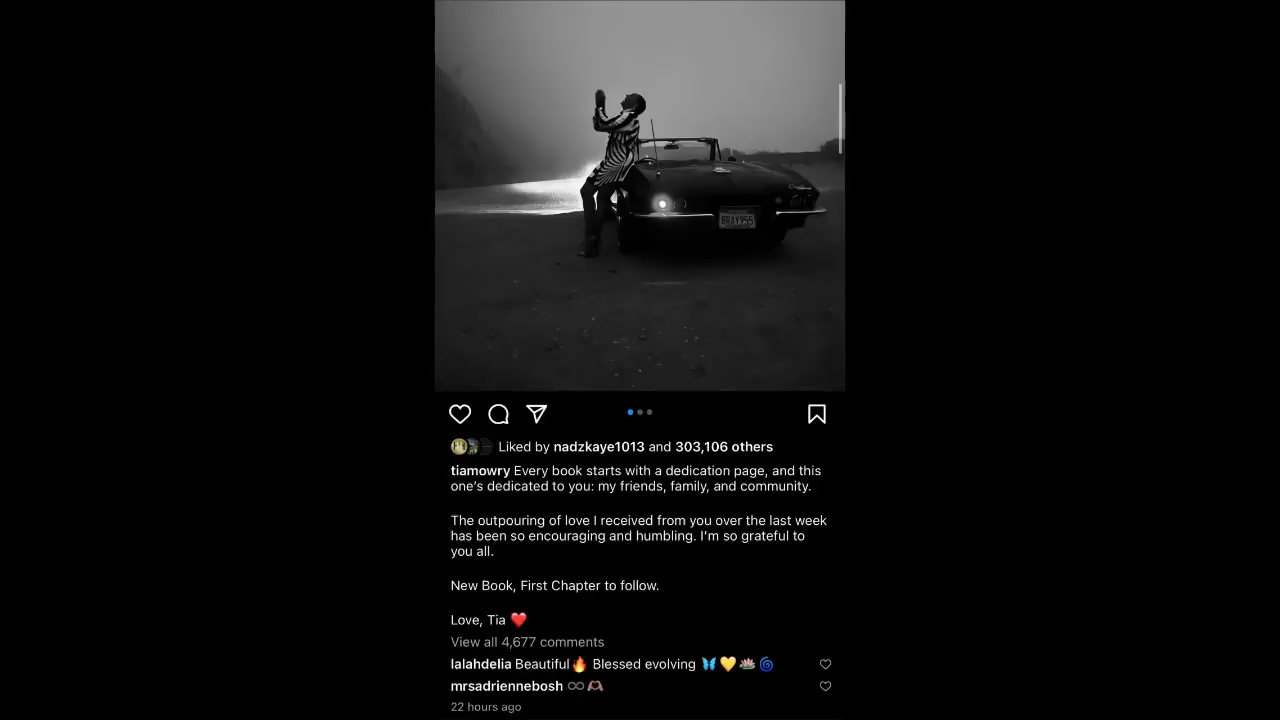 BRAY955
Liked by nadzkaye1013 and 303,106 others
tiamowry Every book starts with a dedication page, and this
one's dedicated to you: my friends, family, and community.
The outpouring of love I received from you over the last week
has been so encouraging and humbling. I'm so grateful to
you all.
New Book, First Chapter to follow.
Love, Tia ❤️
View all 4,677 comments
lalahdelia Beautiful🔥 Blessed evolving 🦋💛🪷🌀
mrsadriennebosh ♾️🫶🏽
22 hours ago